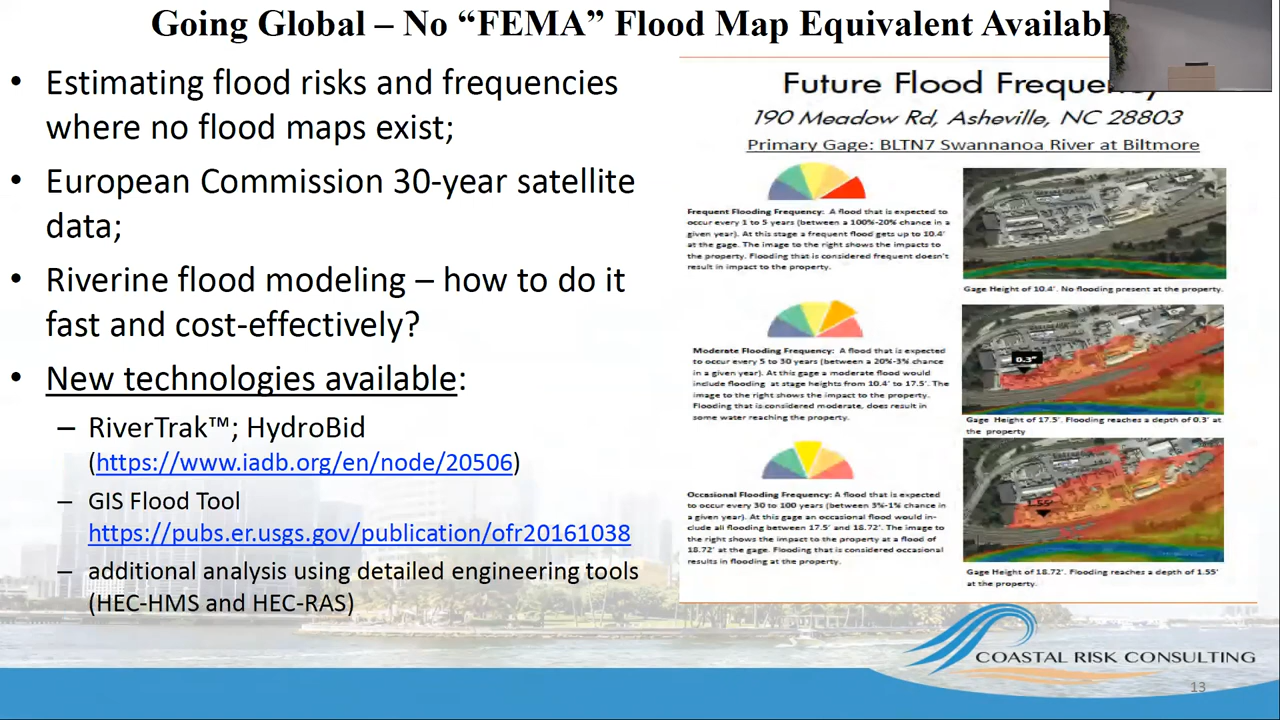 Going Global – No “FEMA” Flood Map Equivalent Availabl
• Estimating flood risks and frequencies
where no flood maps exist;
• European Commission 30-year satellite
data;
• Riverine flood modeling – how to do it
fast and cost-effectively?
• New technologies available:
– RiverTrak™; HydroBid
(https://www.iadb.org/en/node/20506)
– GIS Flood Tool
https://pubs.er.usgs.gov/publication/ofr20161038
– additional analysis using detailed engineering tools
(HEC-HMS and HEC-RAS)
Future Flood Frequency
190 Meadow Rd, Asheville, NC 28803
Primary Gage: BLTN7 Swannanoa River at Biltmore
Frequent Flooding Frequency: A flood that is expected to
occur every 1 to 5 years (between a 100%-20% chance in a
given year). At this stage a frequent flood gets up to 10.4'
at the gage. The image to the right shows the impacts to
the property. Flooding that is considered frequent doesn't
result in impact to the property.
Gage Height of 10.4'. No flooding present at the property.
Moderate Flooding Frequency: A flood that is expected
to occur every 5 to 30 years (between a 20%-3% chance
in a given year). At this gage a moderate flood would
include flooding at stage heights from 10.4' to 17.5'. The
image to the right shows the impact to the property.
Flooding that is considered moderate, does result in
some water reaching the property.
0.3"
Gage Height of 17.5'. Flooding reaches a depth of 0.3' at
the property
Occasional Flooding Frequency: A flood that is expected
to occur every 30 to 100 years (between 3%-1% chance in
a given year). At this gage an occasional flood would in-
clude all flooding between 17.5' and 18.72'. The image to
the right shows the impact to the property at a flood of
18.72' at the gage. Flooding that is considered occasional
results in flooding at the property.
1.55'
Gage Height of 18.72'. Flooding reaches a depth of 1.55'
at the property.
COASTAL RISK CONSULTING
13